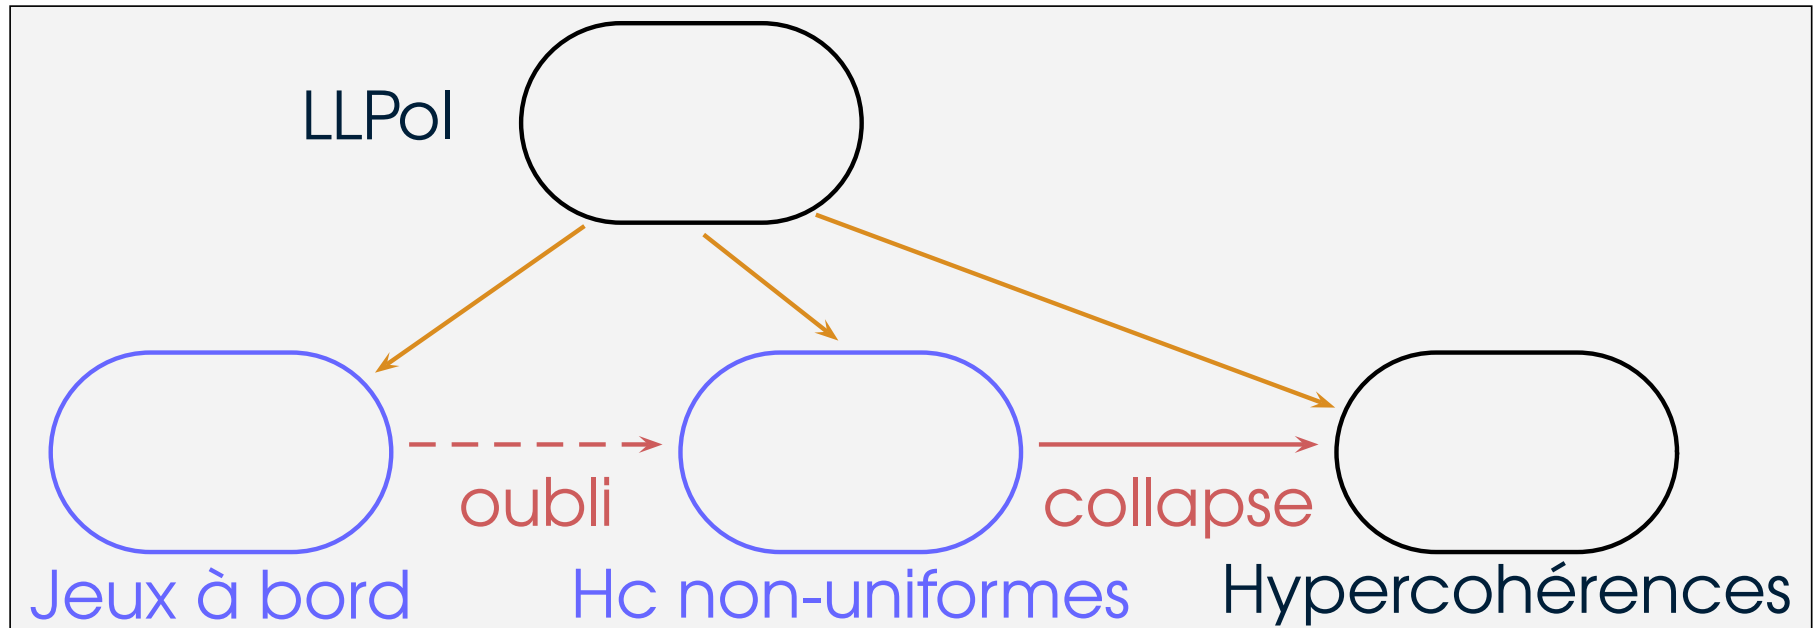 LLPol
oubli
collapse
Jeux à bord
Hc non-uniformes
Hypercohérences